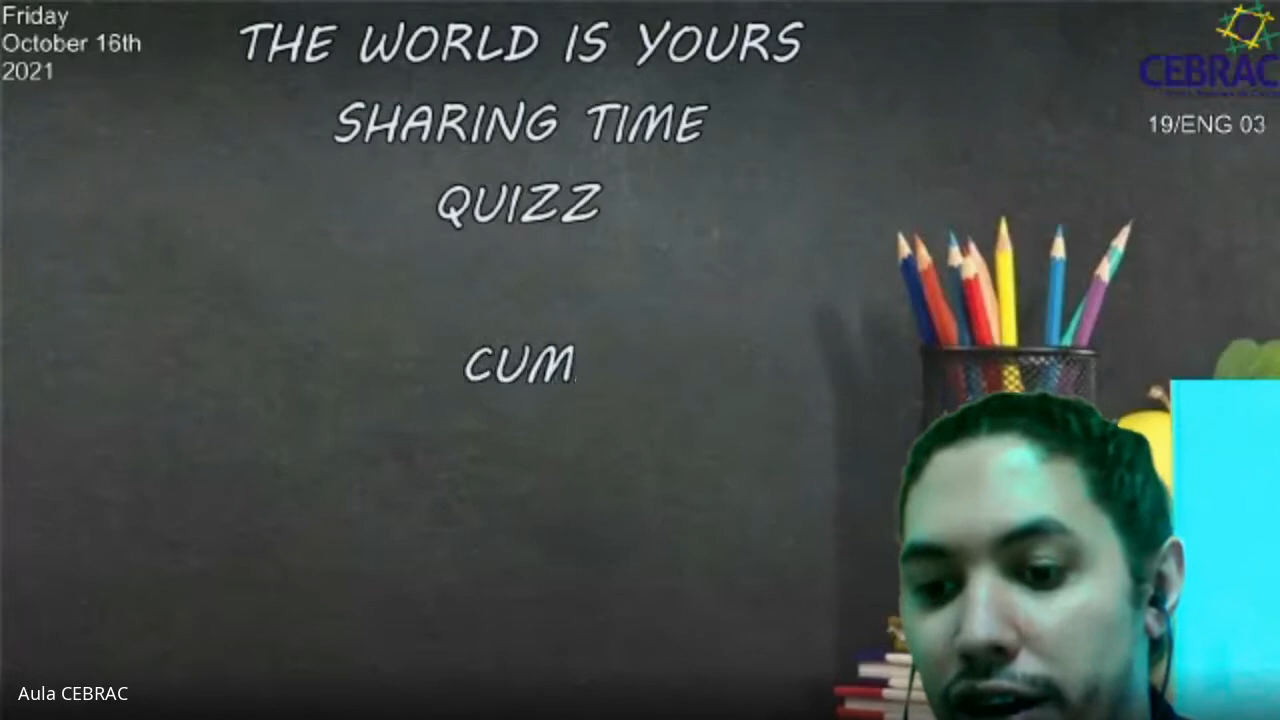 Friday
October 16th
2021
THE WORLD IS YOURS
SHARING TIME
QUIZZ
CUM
CEBRAC
19/ENG 03
Aula CEBRAC